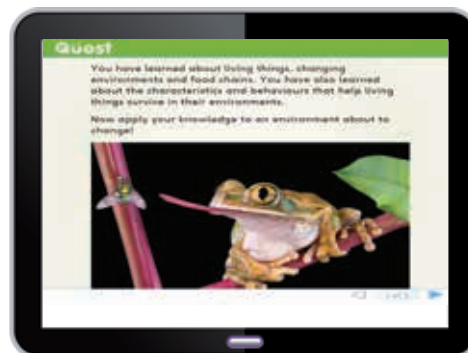 Quest
You have learned about living things, changing
environments and food chains. You have also learned
about the characteristics and behaviours that help living
things survive in their environments.
Now apply your knowledge to an environment about to
change!